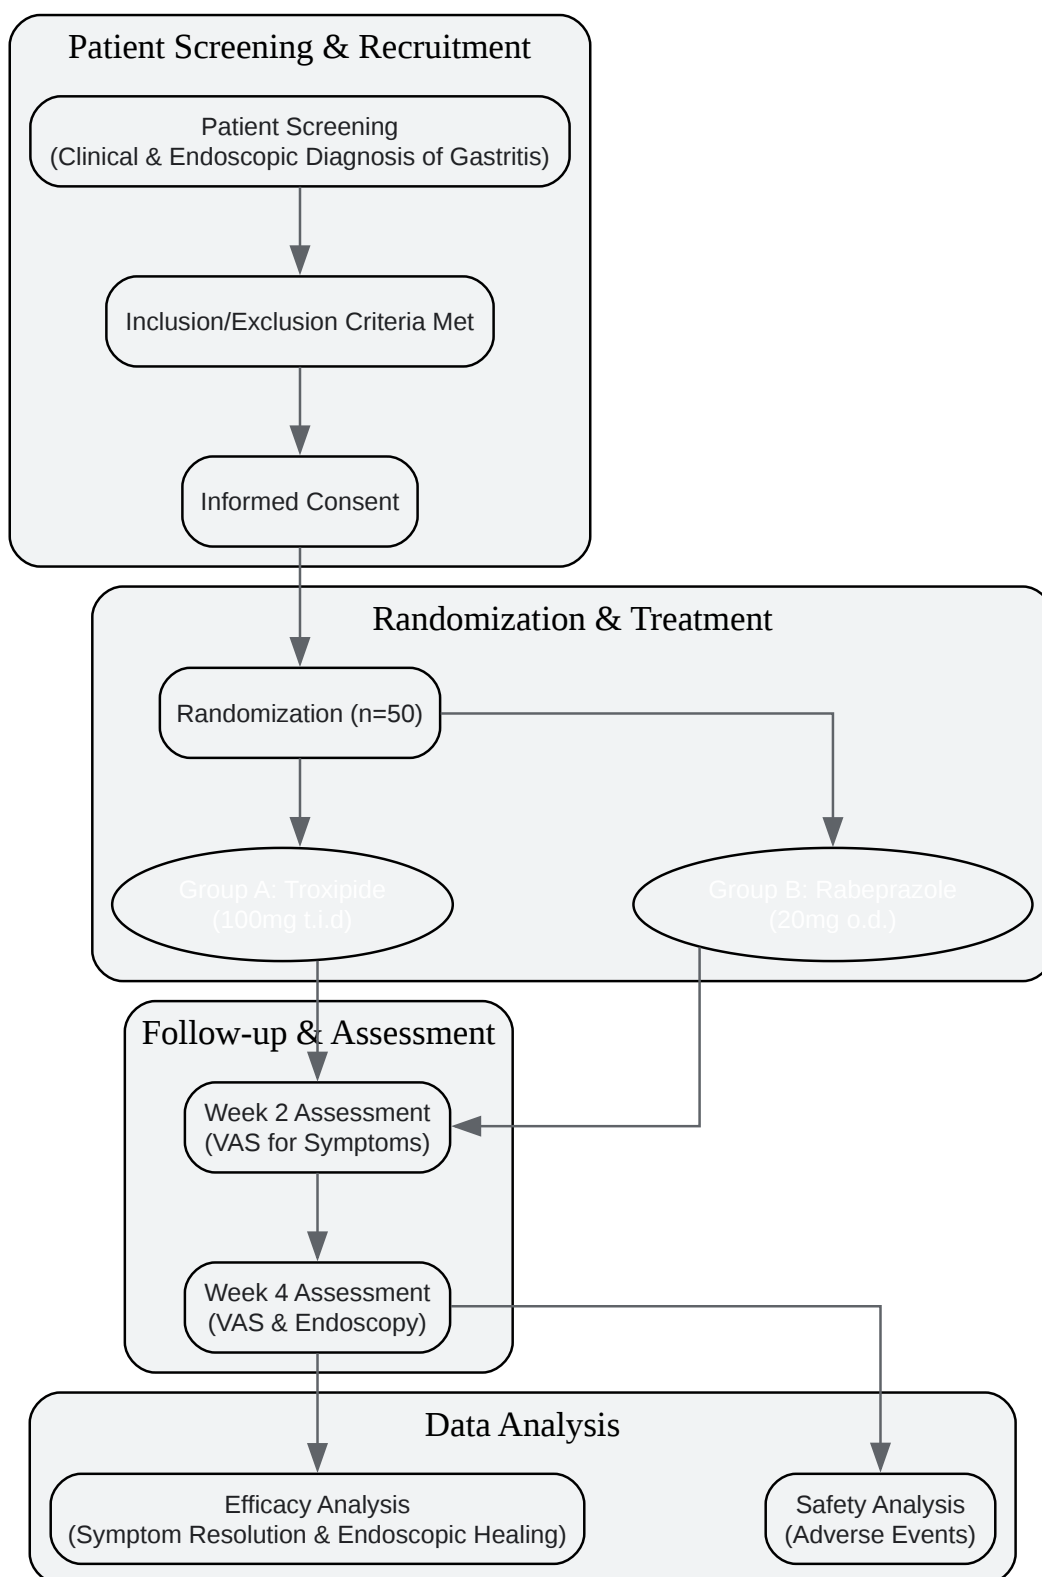 Patient Screening & Recruitment
Patient Screening
(Clinical & Endoscopic Diagnosis of Gastritis)
Inclusion/Exclusion Criteria Met
Informed Consent
Randomization & Treatment
Randomization (n=50)
Group A: Troxipide
(100mg t.i.d)
Group B: Rabeprazole
(20mg o.d.)
Follow-up & Assessment
Week 2 Assessment
(VAS for Symptoms)
Week 4 Assessment
(VAS & Endoscopy)
Data Analysis
Efficacy Analysis
(Symptom Resolution & Endoscopic Healing)
Safety Analysis
(Adverse Events)